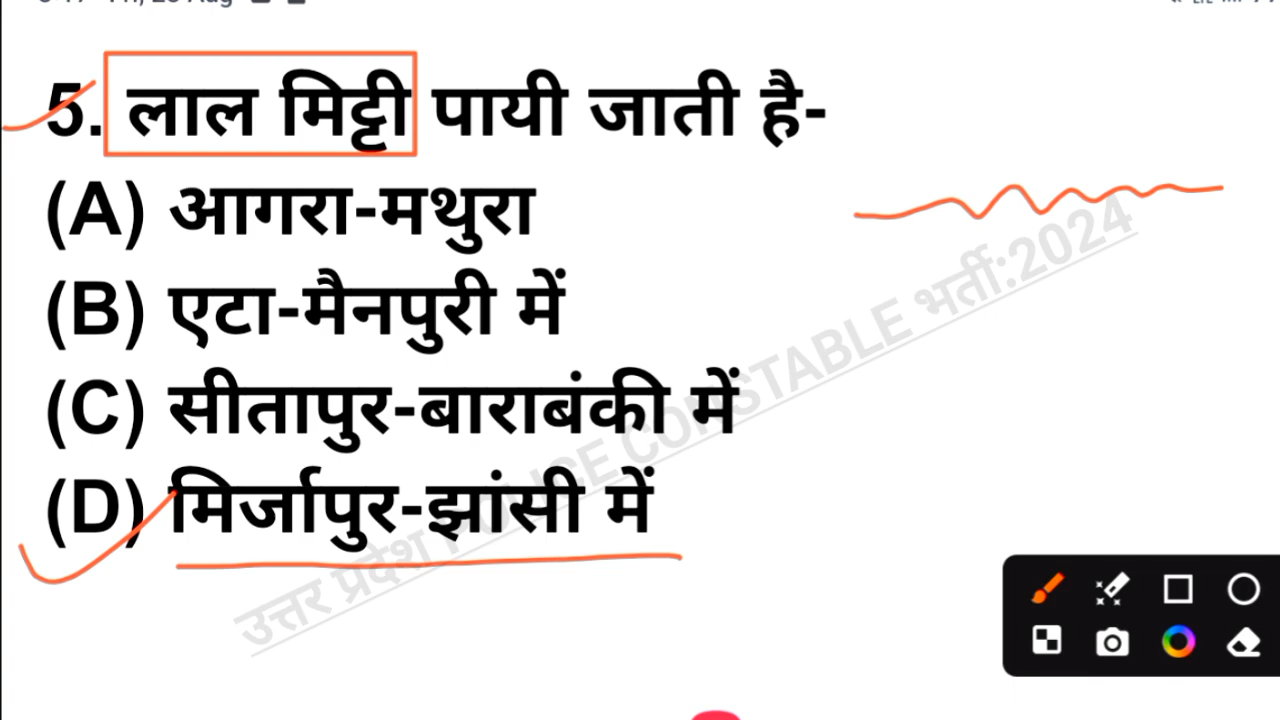 5. लाल मिट्टी पायी जाती है-
(A) आगरा-मथुरा
(B) एटा-मैनपुरी में
(C) सीतापुर-बाराबंकी में
(D) मिर्जापुर-झांसी में
उत्तर प्रदेश POLICE CONSTABLE भर्ती:2024